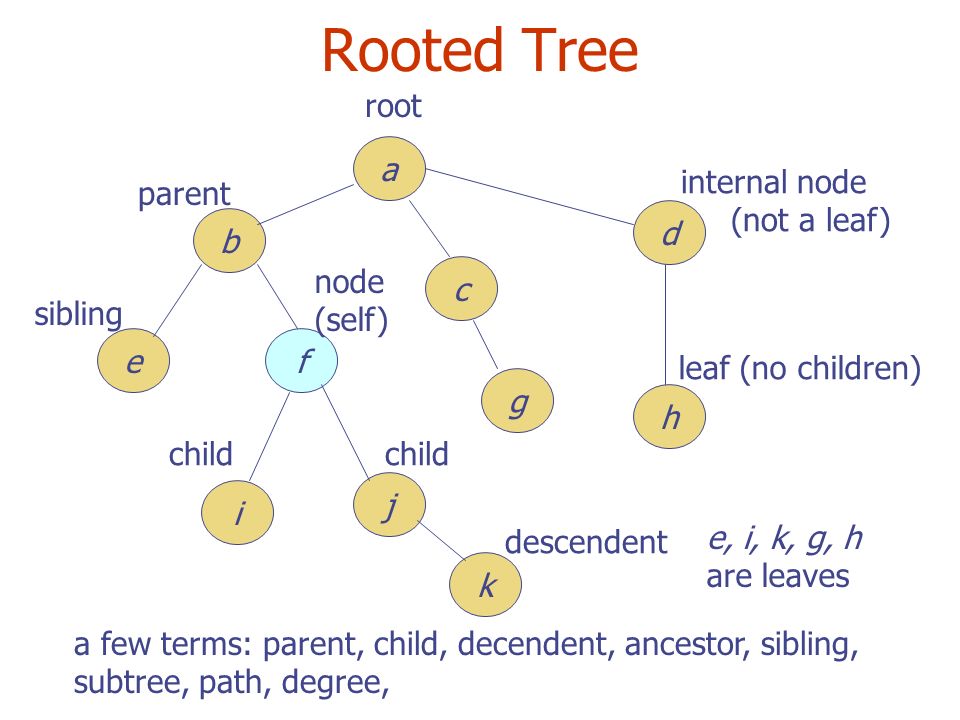 Rooted Tree
root
a
parent
internal node
(not a leaf)
b
d
node
(self)
c
sibling
e
f
leaf (no children)
g
h
child
child
i
j
descendent
e, i, k, g, h
are leaves
k
a few terms: parent, child, decendent, ancestor, sibling,
subtree, path, degree,